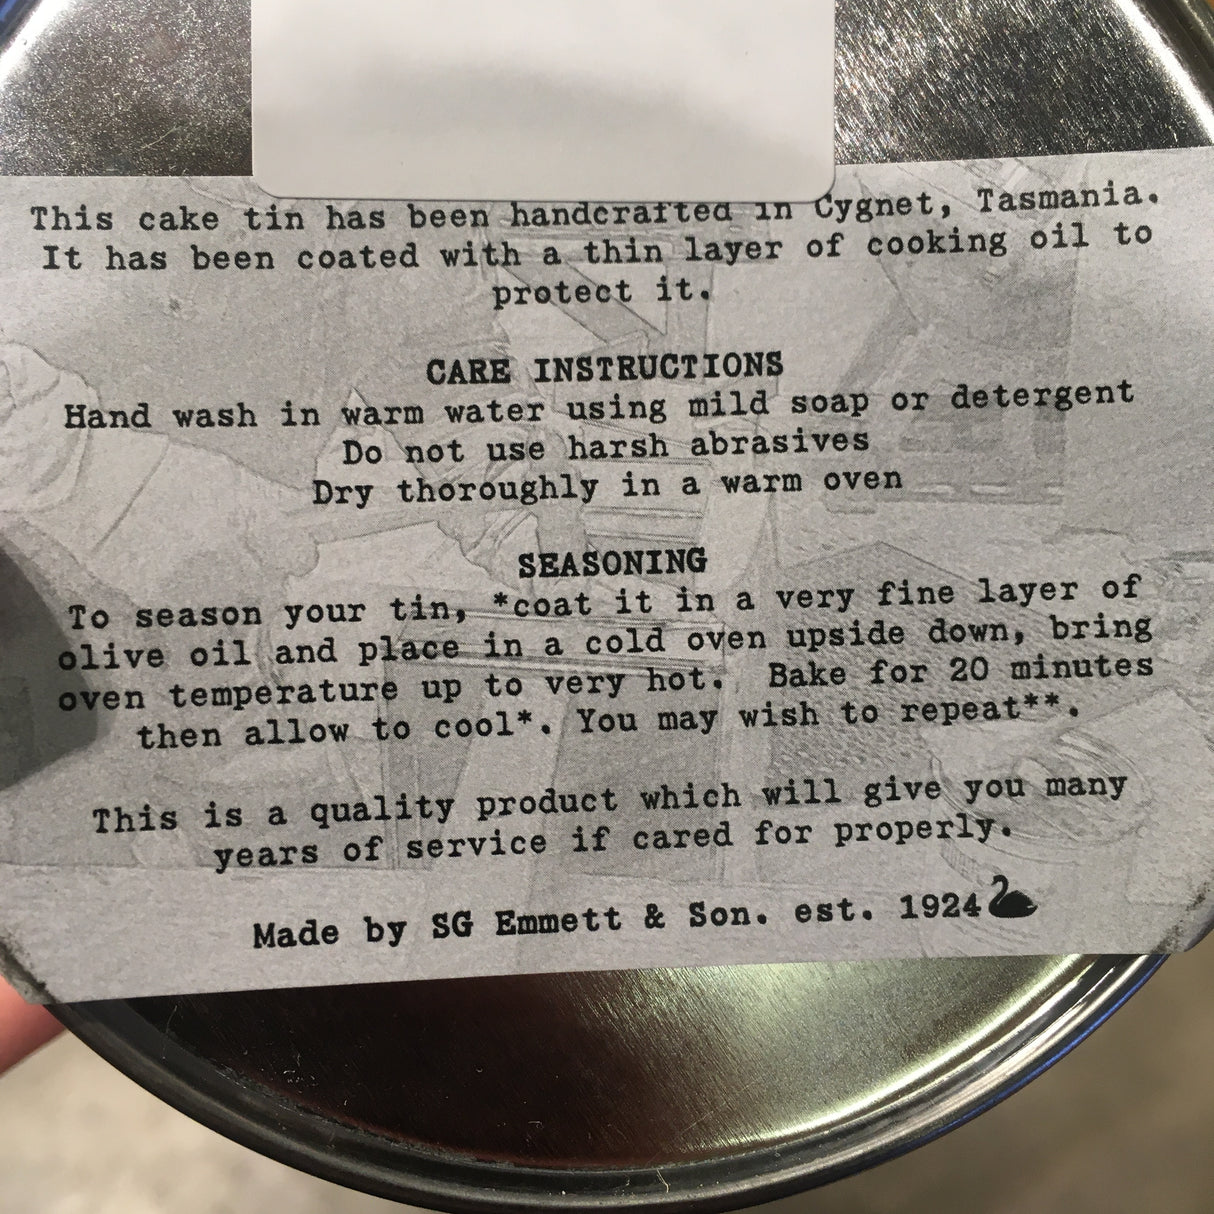 This cake tin has been handcrafted in Cygnet, Tasmania.
It has been coated with a thin layer of cooking oil to
protect it.
CARE INSTRUCTIONS
Hand wash in warm water using mild soap or detergent
Do not use harsh abrasives
Dry thoroughly in a warm oven
SEASONING
To season your tin, *coat it in a very fine layer of
olive oil and place in a cold oven upside down, bring
oven temperature up to very hot.  Bake for 20 minutes
then allow to cool*. You may wish to repeat**.
This is a quality product which will give you many
years of service if cared for properly.
Made by SG Emmett & Son. est. 1924